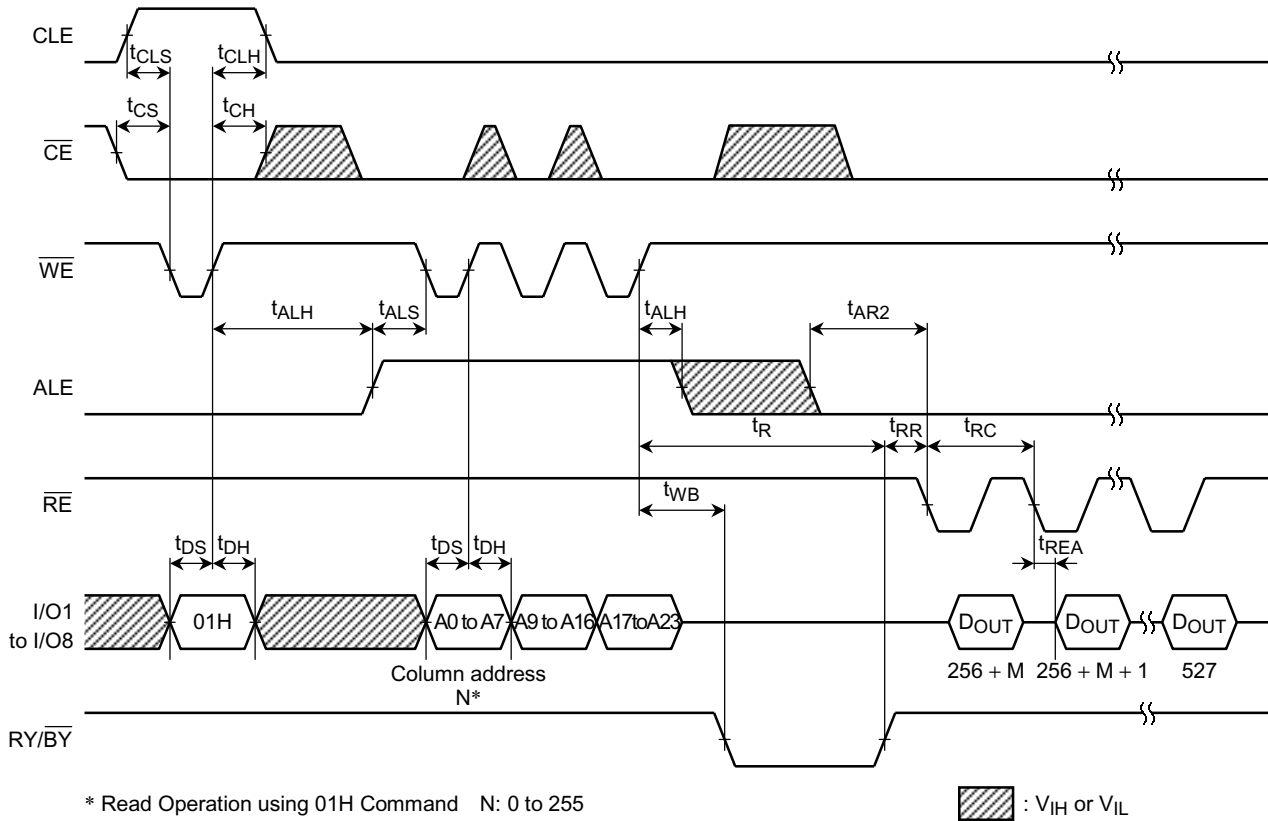 CLE
tCLS
tCLH
tCS
tCH
CE
WE
tALH
tALS
tALH
tAR2
ALE
tR
tRR
tRC
RE
tWB
tDS
tDH
tDS
tDH
tREA
I/O1
to I/O8
01H
A0 to A7
A9 to A16
A17toA23
DOUT
DOUT
DOUT
Column address
N*
256 + M
256 + M + 1
527
RY/BY
* Read Operation using 01H Command N: 0 to 255
: VIH or VIL